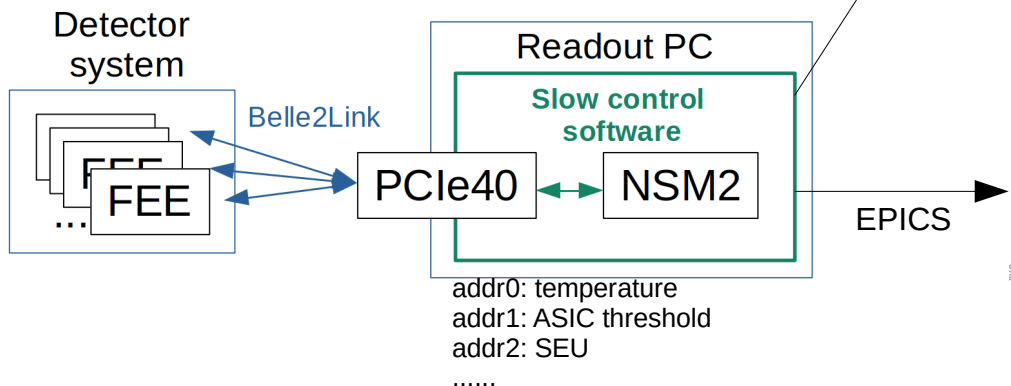 Detector
system
Readout PC
Belle2Link
Slow control
software
FEE
FEE
...
PCIe40
NSM2
EPICS
addr0: temperature
addr1: ASIC threshold
addr2: SEU
......